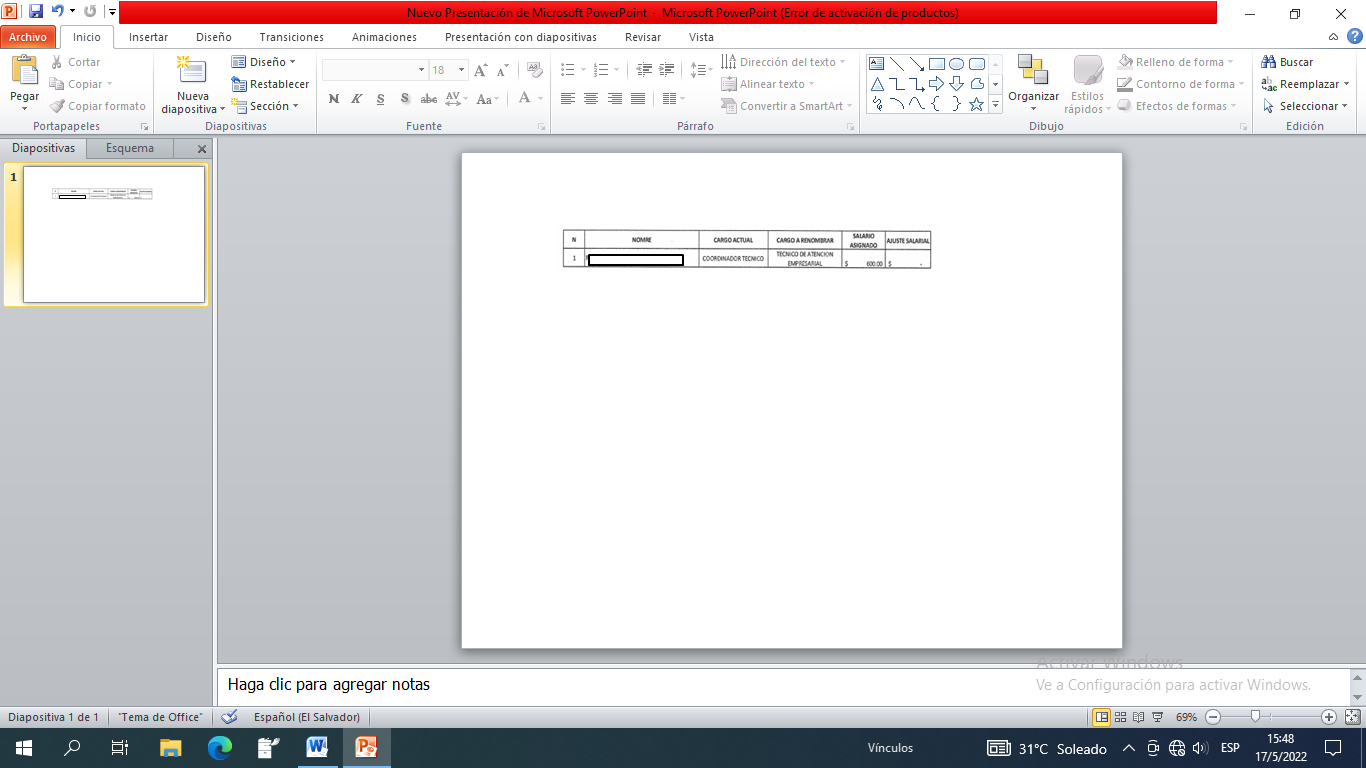 Nuevo Presentación de Microsoft PowerPoint - Microsoft PowerPoint (Error de activación de productos)
Archivo Inicio Insertar Diseño Transiciones Animaciones Presentación con diapositivas Revisar Vista
Pegar
Cortar
Copiar
Copiar formato
Portapapeles
Nueva
diapositiva
Diseño
Restablecer
Sección
Diapositivas
18
N K S S abc AV Aa A
Fuente
Dirección del texto
Alinear texto
Convertir a SmartArt
Párrafo
Organizar
Estilos
rápidos
Relleno de forma
Contorno de forma
Efectos de formas
Dibujo
Buscar
Reemplazar
Seleccionar
Edición
Diapositivas Esquema
1
N NOMRE CARGO ACTUAL CARGO A RENOMBRAR SALARIO ASIGNADO AJUSTE SALARIAL
1 COORDINADOR TECNICO TECNICO DE ATENCION EMPRESARIAL $ 600.00 $ -
Activar Windows
Ve a Configuración para activar Windows.
Haga clic para agregar notas
Diapositiva 1 de 1 "Tema de Office" Español (El Salvador) 69%
Vínculos 31°C Soleado ESP 15:48
17/5/2022